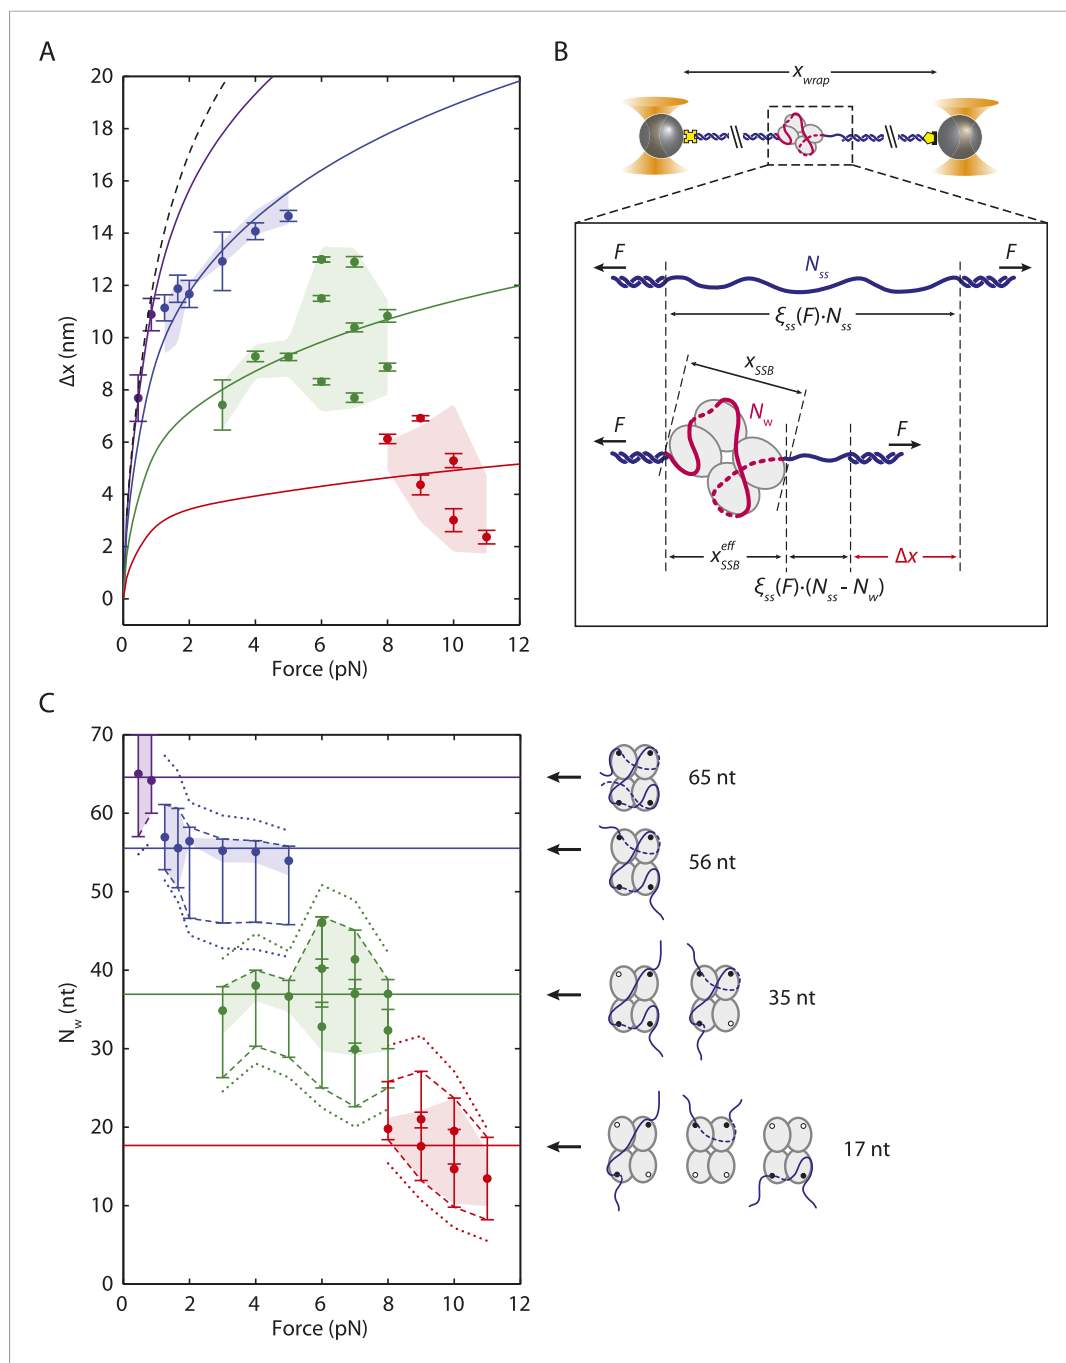 A
20
18
16
14
12
10
8
6
4
2
0
Δx (nm)
0 2 4 6 8 10 12
Force (pN)
B
x_wrap
F
N_ss
F
ξ_ss(F)·N_ss
x_SSB
F
N_w
F
x_SSB^eff
Δx
ξ_ss(F)·(N_ss - N_w)
C
70
60
50
40
30
20
10
0
N_w (nt)
0 2 4 6 8 10 12
Force (pN)
65 nt
56 nt
35 nt
17 nt